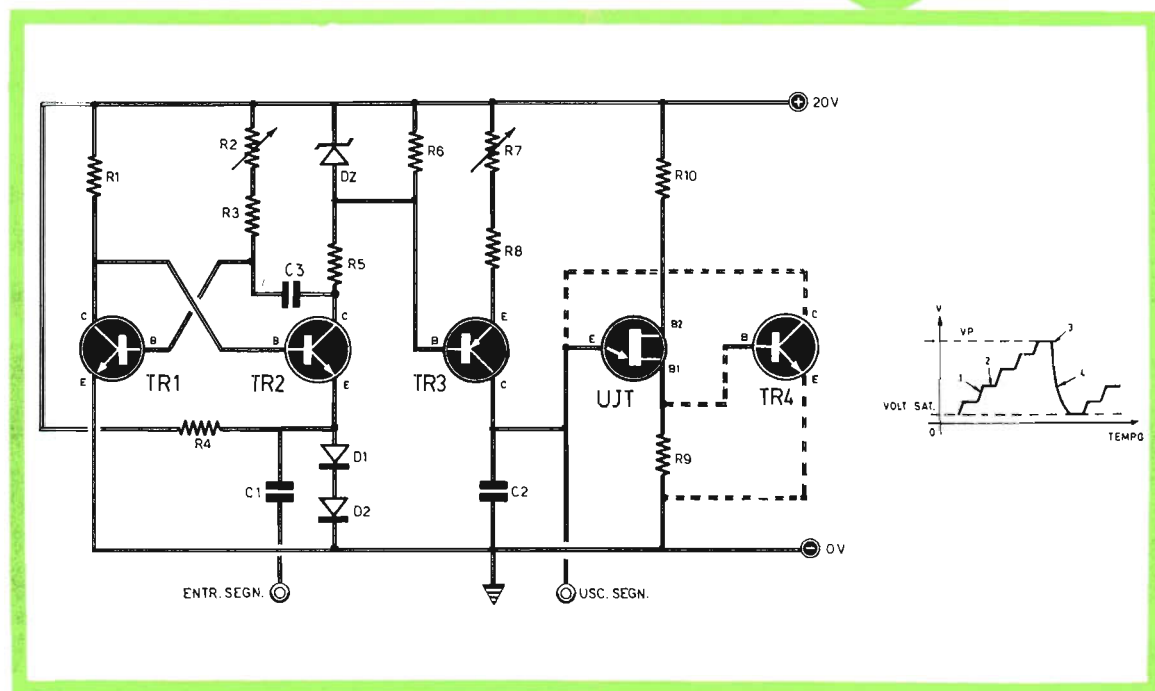 20V
R1
R2
R3
DZ
R5
R6
R7
R8
R10
C3
C
B
E
TR1
C
B
E
TR2
E
B
C
TR3
E
B2
B1
UJT
C
B
E
TR4
R4
C1
D1
D2
C2
R9
0V
ENTR. SEGN.
USC. SEGN.
V
VP
1
2
3
4
VOLT SAT.
0
TEMPO